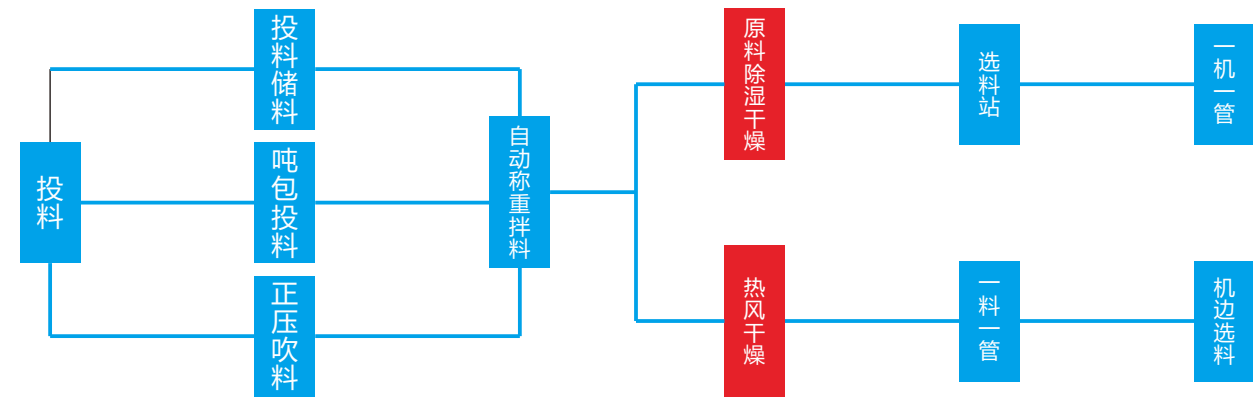 投料
投料储料
吨包投料
正压吹料
自动称重拌料
原料除湿干燥
选料站
一机一管
热风干燥
一料一管
机边选料